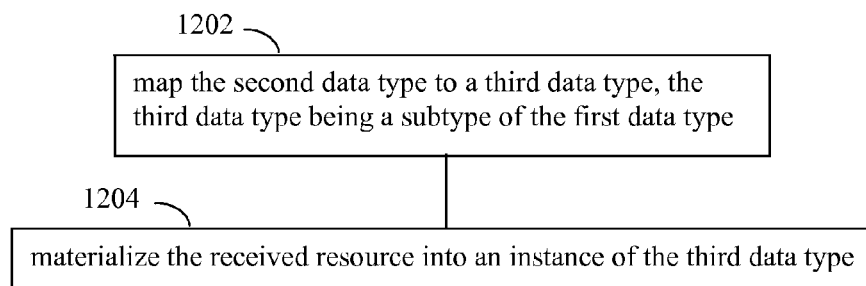 1202
map the second data type to a third data type, the
third data type being a subtype of the first data type
1204
materialize the received resource into an instance of the third data type